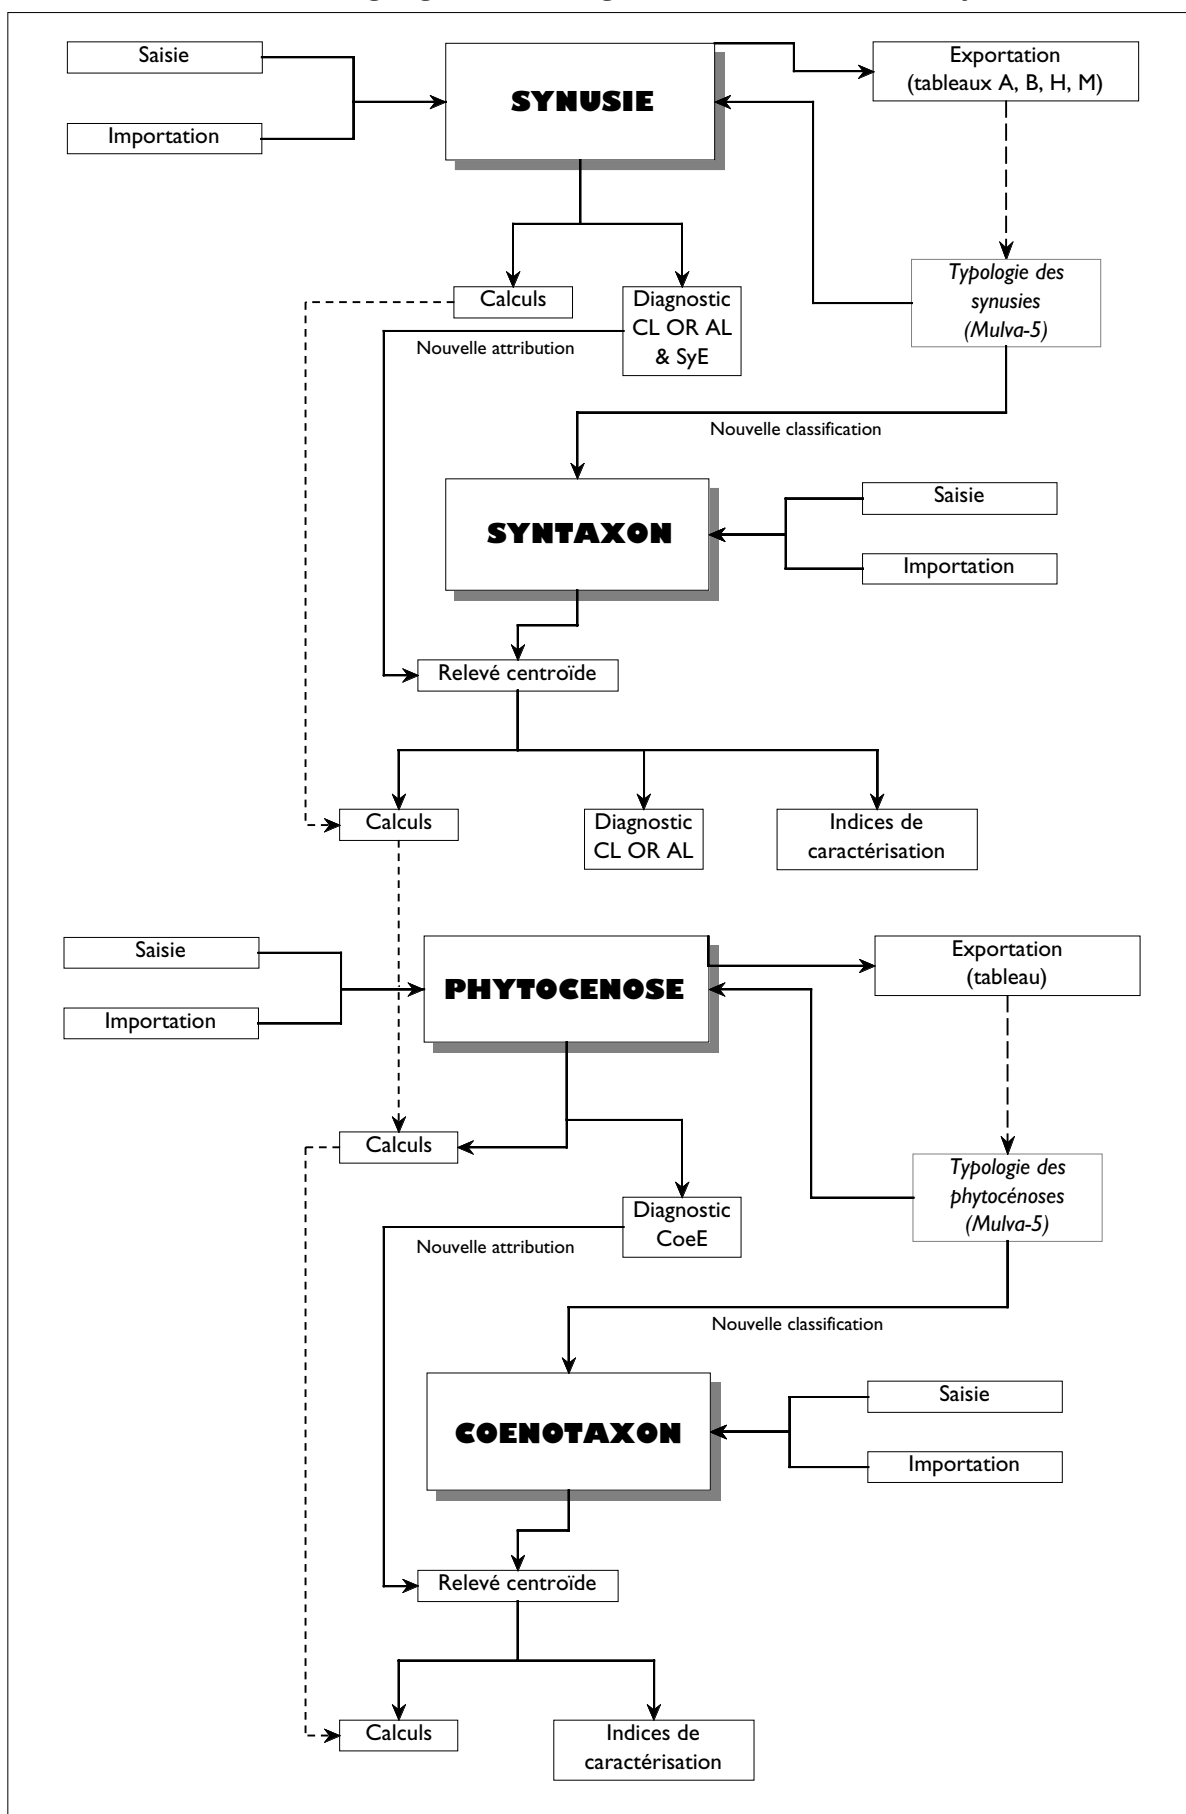 Saisie
Exportation
(tableaux A, B, H, M)
SYNUSIE
Importation
Typologie des
synusies
(Mulva-5)
Calculs
Diagnostic
CL OR AL
& SyE
Nouvelle attribution
Nouvelle classification
Saisie
SYNTAXON
Importation
Relevé centroïde
Calculs
Diagnostic
CL OR AL
Indices de
caractérisation
Saisie
Exportation
(tableau)
PHYTOCENOSE
Importation
Calculs
Typologie des
phytocénoses
(Mulva-5)
Diagnostic
CoeE
Nouvelle attribution
Nouvelle classification
Saisie
COENOTAXON
Importation
Relevé centroïde
Calculs
Indices de
caractérisation